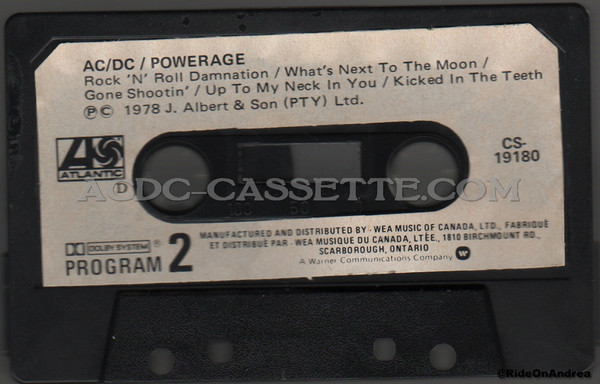 AC/DC / POWERAGE
Rock 'N' Roll Damnation / What's Next To The Moon /
Gone Shootin' / Up To My Neck In You / Kicked In The Teeth
℗© 1978 J. Albert & Son (PTY) Ltd.
ATLANTIC
D
CS-
19180
ACDC-CASSETTE.COM
100 50
DOLBY SYSTEM®
PROGRAM 2
MANUFACTURED AND DISTRIBUTED BY - WEA MUSIC OF CANADA, LTD., FABRIQUÉ
ET DISTRIBUÉ PAR - WEA MUSIQUE DU CANADA, LTÉE., 1810 BIRCHMOUNT RD.,
SCARBOROUGH, ONTARIO
A Warner Communications Company
@RideOnAndrea